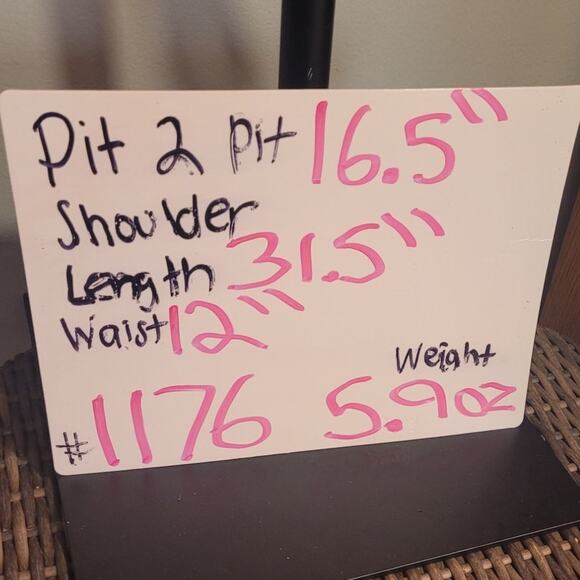 Pit 2 pit 16.5"
Shoulder
Length 31.5"
Waist 12"
Weight
#1176 5.9oz